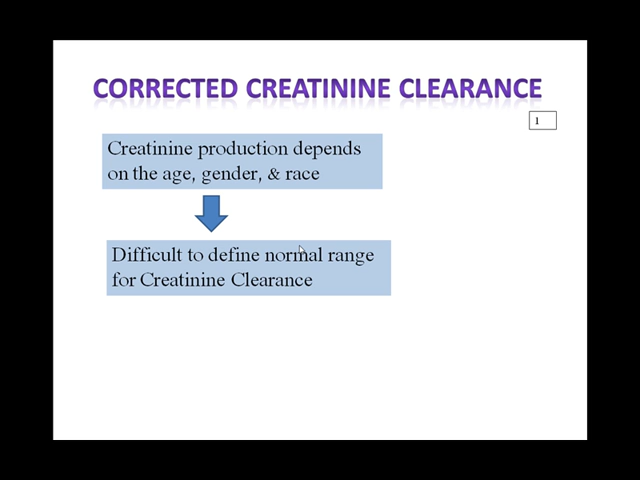 CORRECTED CREATININE CLEARANCE
1
Creatinine production depends
on the age, gender, & race
Difficult to define normal range
for Creatinine Clearance